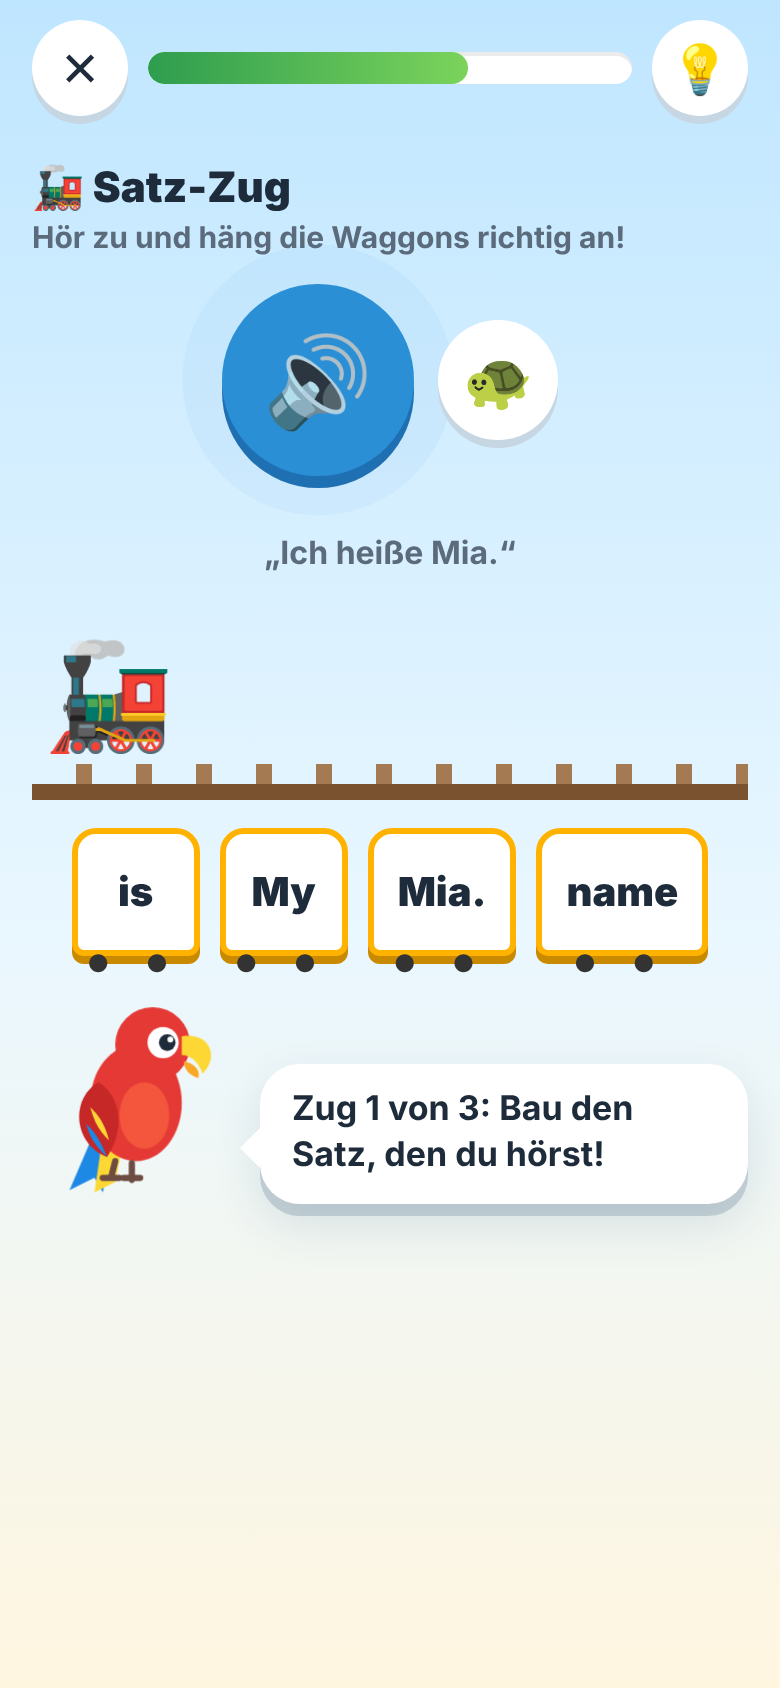 Satz-Zug
Hör zu und häng die Waggons richtig an!
„Ich heiße Mia.“
is My Mia. name
Zug 1 von 3: Bau den
Satz, den du hörst!